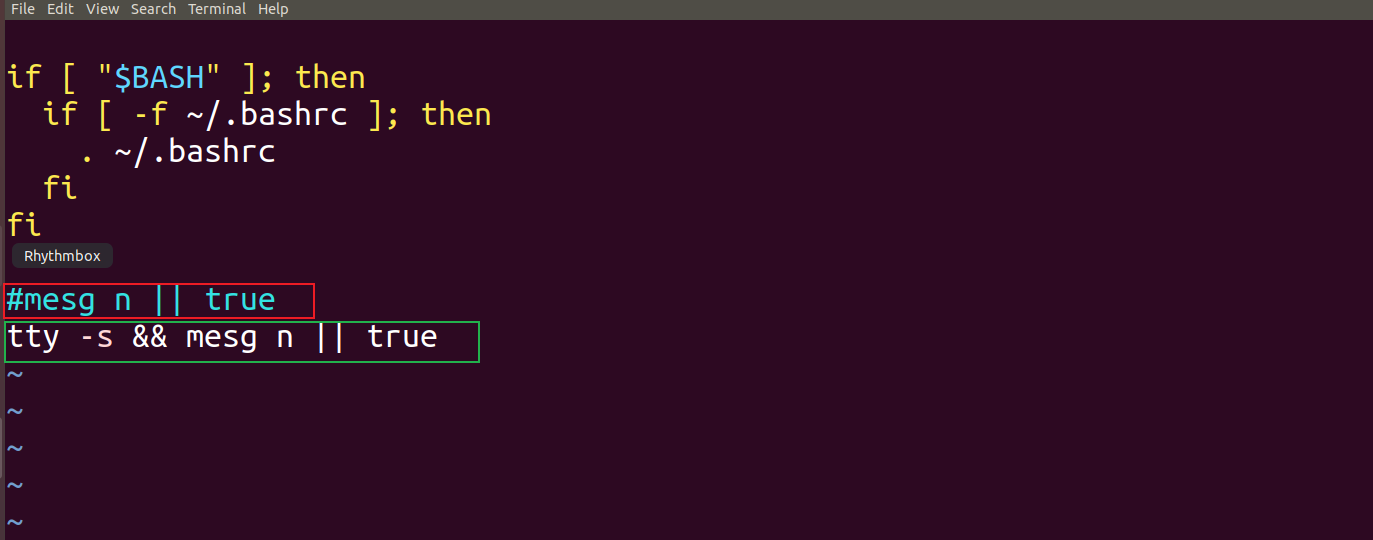 File Edit View Search Terminal Help
if [ "$BASH" ]; then
  if [ -f ~/.bashrc ]; then
    . ~/.bashrc
  fi
fi
Rhythmbox
#mesg n || true
tty -s && mesg n || true
~
~
~
~
~